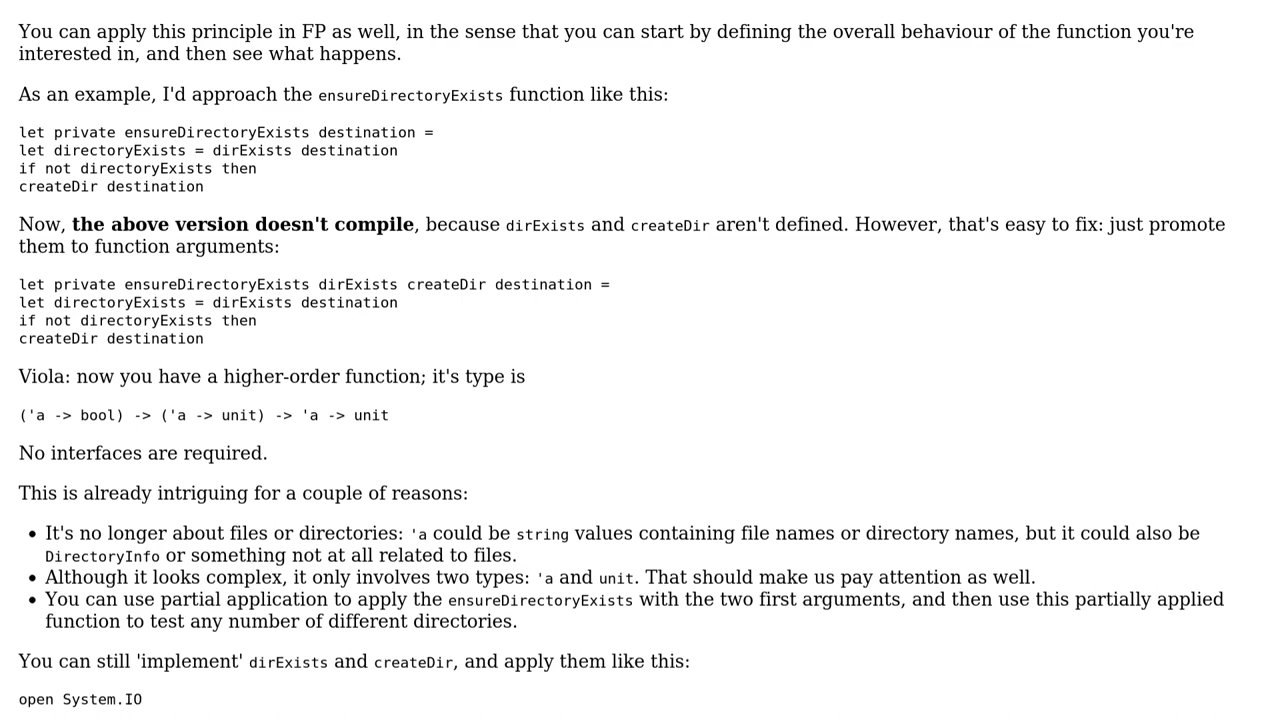 You can apply this principle in FP as well, in the sense that you can start by defining the overall behaviour of the function you're
interested in, and then see what happens.
As an example, I'd approach the ensureDirectoryExists function like this:
let private ensureDirectoryExists destination =
let directoryExists = dirExists destination
if not directoryExists then
createDir destination
Now, the above version doesn't compile, because dirExists and createDir aren't defined. However, that's easy to fix: just promote
them to function arguments:
let private ensureDirectoryExists dirExists createDir destination =
let directoryExists = dirExists destination
if not directoryExists then
createDir destination
Viola: now you have a higher-order function; it's type is
('a -> bool) -> ('a -> unit) -> 'a -> unit
No interfaces are required.
This is already intriguing for a couple of reasons:
• It's no longer about files or directories: 'a could be string values containing file names or directory names, but it could also be
DirectoryInfo or something not at all related to files.
• Although it looks complex, it only involves two types: 'a and unit. That should make us pay attention as well.
• You can use partial application to apply the ensureDirectoryExists with the two first arguments, and then use this partially applied
function to test any number of different directories.
You can still 'implement' dirExists and createDir, and apply them like this:
open System.IO